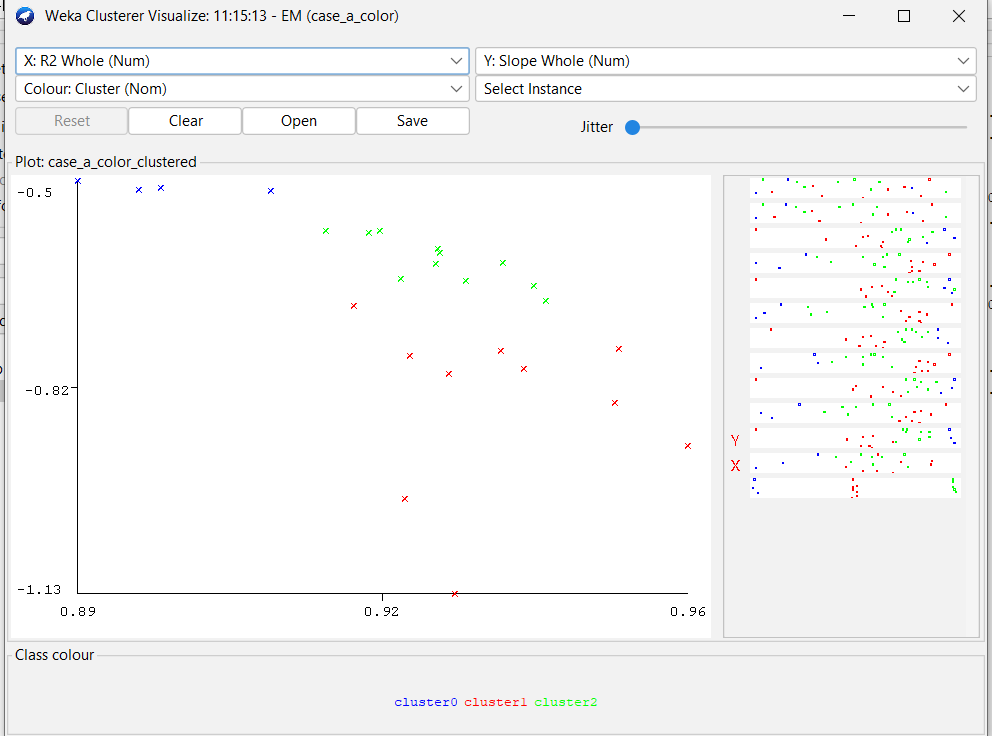 Weka Clusterer Visualize: 11:15:13 - EM (case_a_color)
X: R2 Whole (Num)
Y: Slope Whole (Num)
Colour: Cluster (Nom)
Select Instance
Reset
Clear
Open
Save
Jitter
Plot: case_a_color_clustered
-0.5
-0.82
-1.13
0.89
0.92
0.96
Y
X
Class colour
cluster0 cluster1 cluster2